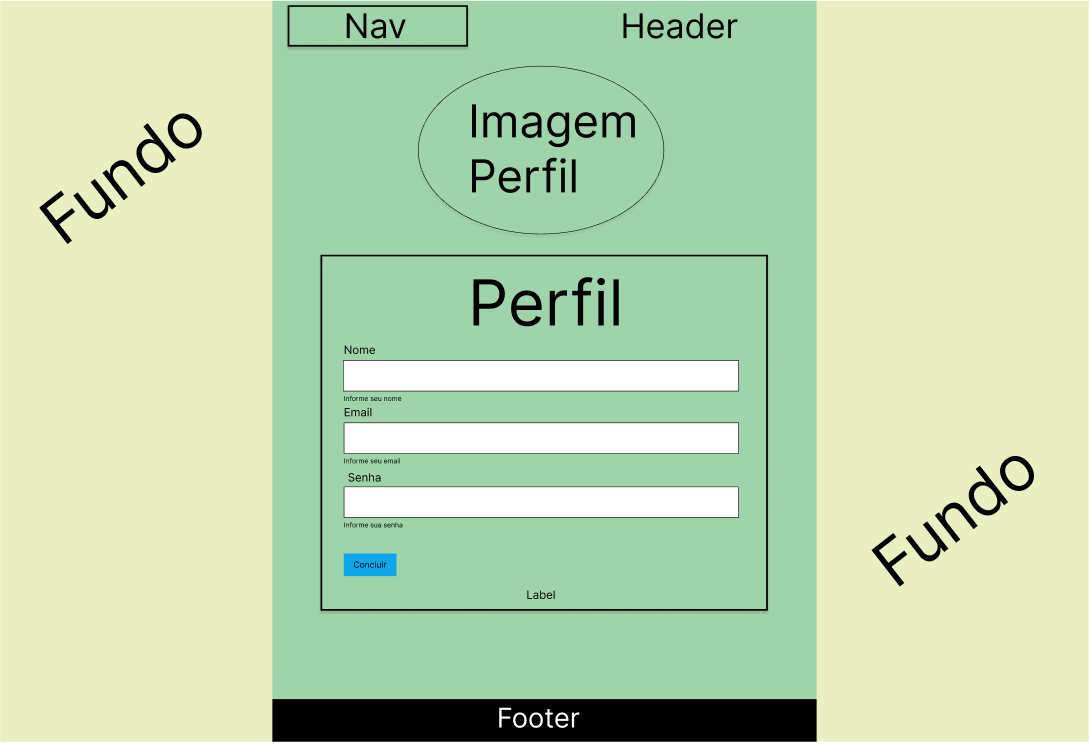 Nav
Header
Fundo
Imagem
Perfil
Perfil
Nome
Informe seu nome
Email
Informe seu email
Senha
Informe sua senha
Fundo
Concluir
Label
Footer